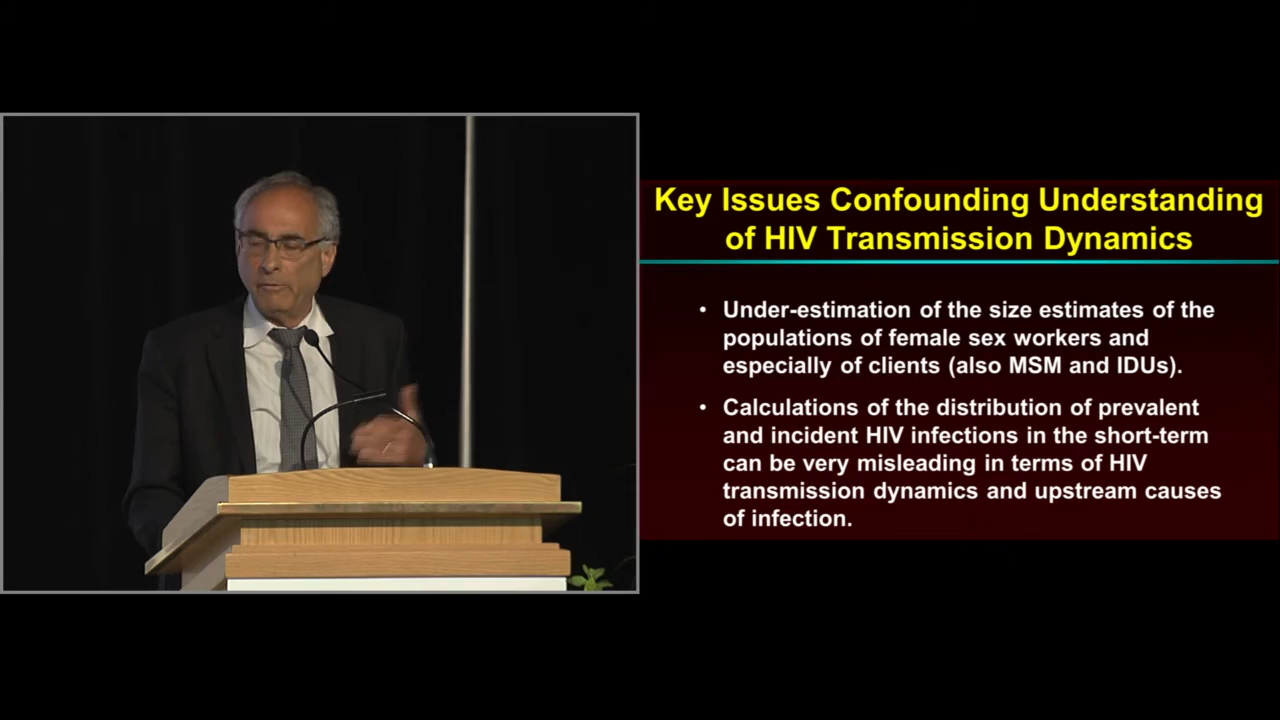 Key Issues Confounding Understanding
of HIV Transmission Dynamics
• Under-estimation of the size estimates of the
populations of female sex workers and
especially of clients (also MSM and IDUs).
• Calculations of the distribution of prevalent
and incident HIV infections in the short-term
can be very misleading in terms of HIV
transmission dynamics and upstream causes
of infection.